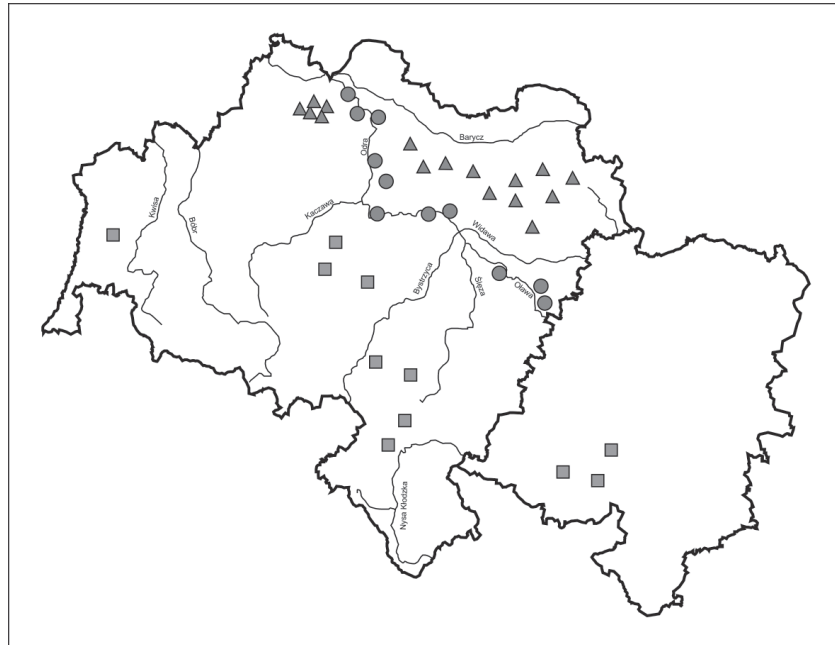 Barycz
Odra
Kwisa
Bóbr
Kaczawa
Widawa
Bystrzyca
Ślęza
Oława
Nysa Kłodzka